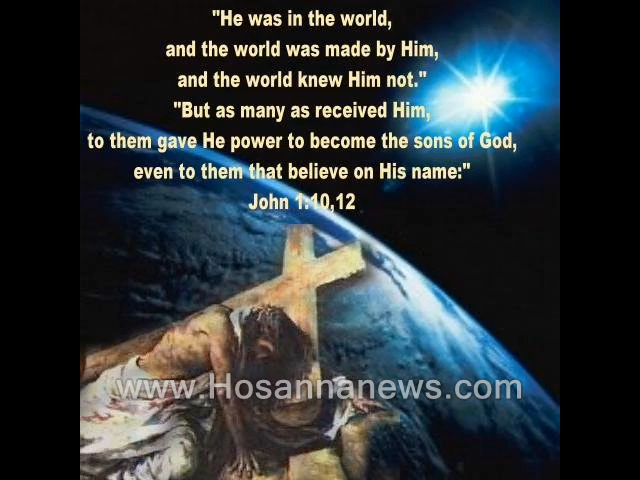 "He was in the world,
and the world was made by Him,
and the world knew Him not."
"But as many as received Him,
to them gave He power to become the sons of God,
even to them that believe on His name:"
John 1:10,12
www.Hosannanews.com